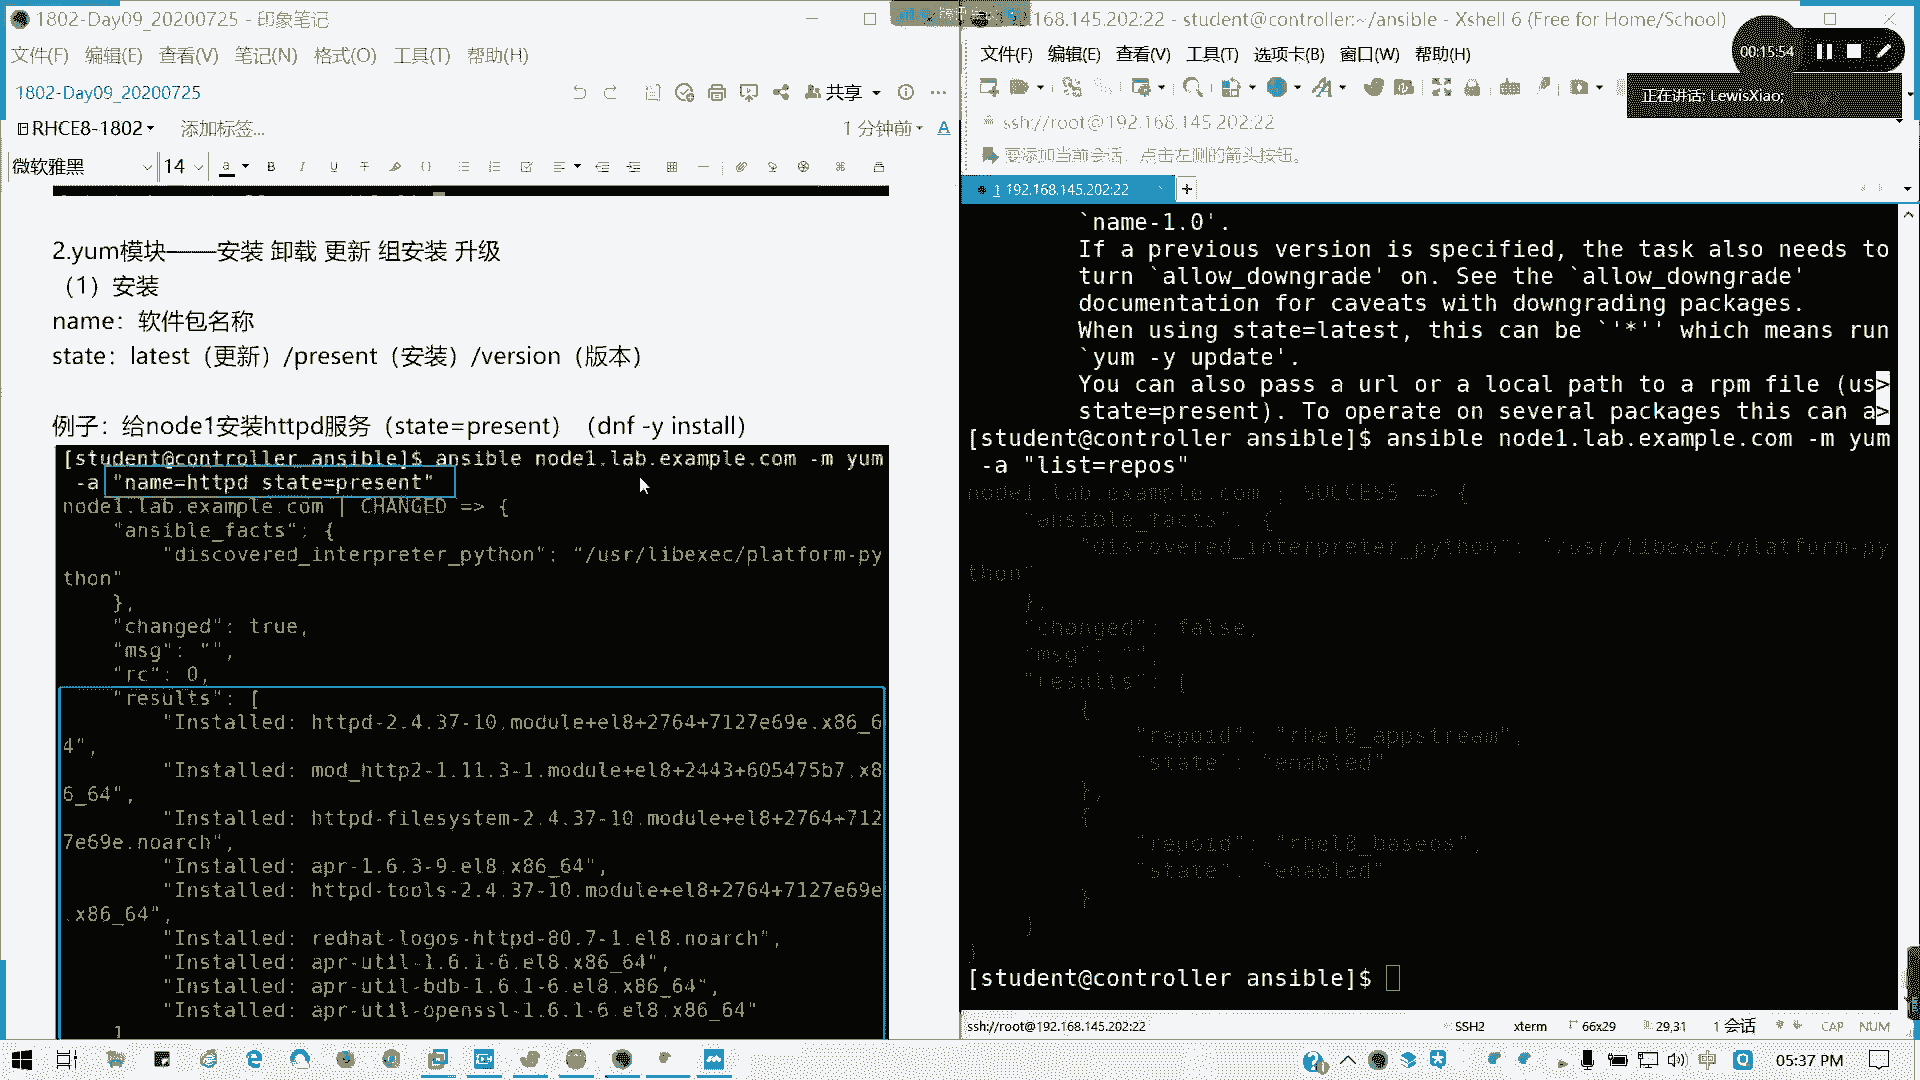 1802-Day09_20200725 - 印象笔记
文件(F) 编辑(E) 查看(V) 笔记(N) 格式(O) 工具(T) 帮助(H)
1802-Day09_20200725
共享
RHCE8-1802
添加标签...
1 分钟前
微软雅黑
14
2.yum模块——安装 卸载 更新 组安装 升级
（1）安装
name：软件包名称
state：latest（更新）/present（安装）/version（版本）
例子：给node1安装httpd服务（state=present）（dnf -y install）
[student@controller ansible]$ ansible node1.lab.example.com -m yum
-a "name=httpd state=present"
node1.lab.example.com | CHANGED => {
"ansible_facts": {
"discovered_interpreter_python": "/usr/libexec/platform-py
thon"
},
"changed": true,
"msg": "",
"rc": 0,
"results": [
"Installed: httpd-2.4.37-10.module+el8+2764+7127e69e.x86_6
4",
"Installed: mod_http2-1.11.3-1.module+el8+2443+605475b7.x8
6_64",
"Installed: httpd-filesystem-2.4.37-10.module+el8+2764+712
7e69e.noarch",
"Installed: apr-1.6.3-9.el8.x86_64",
"Installed: httpd-tools-2.4.37-10.module+el8+2764+7127e69e
.x86_64",
"Installed: redhat-logos-httpd-80.7-1.el8.noarch",
"Installed: apr-util-1.6.1-6.el8.x86_64",
"Installed: apr-util-bdb-1.6.1-6.el8.x86_64",
"Installed: apr-util-openssl-1.6.1-6.el8.x86_64"
]
168.145.202:22 - student@controller:~/ansible - Xshell 6 (Free for Home/School)
文件(F) 编辑(E) 查看(V) 工具(T) 选项卡(B) 窗口(W) 帮助(H)
00:15:54
正在讲话: LewisXiao;
ssh://root@192.168.145.202:22
要添加当前会话，点击左侧的箭头按钮。
1 192.168.145.202:22
`name-1.0'.
If a previous version is specified, the task also needs to
turn `allow_downgrade' on. See the `allow_downgrade'
documentation for caveats with downgrading packages.
When using state=latest, this can be `'*'' which means run
`yum -y update'.
You can also pass a url or a local path to a rpm file (us>
state=present). To operate on several packages this can a>
[student@controller ansible]$ ansible node1.lab.example.com -m yum
-a "list=repos"
node1.lab.example.com | SUCCESS => {
"ansible_facts": {
"discovered_interpreter_python": "/usr/libexec/platform-py
thon"
},
"changed": false,
"msg": "",
"results": [
{
"repoid": "rhel8_appstream",
"state": "enabled"
},
{
"repoid": "rhel8_baseos",
"state": "enabled"
}
]
}
[student@controller ansible]$
ssh://root@192.168.145.202:22
SSH2 xterm 66x29 29,31 1 会话 CAP NUM
中
05:37 PM